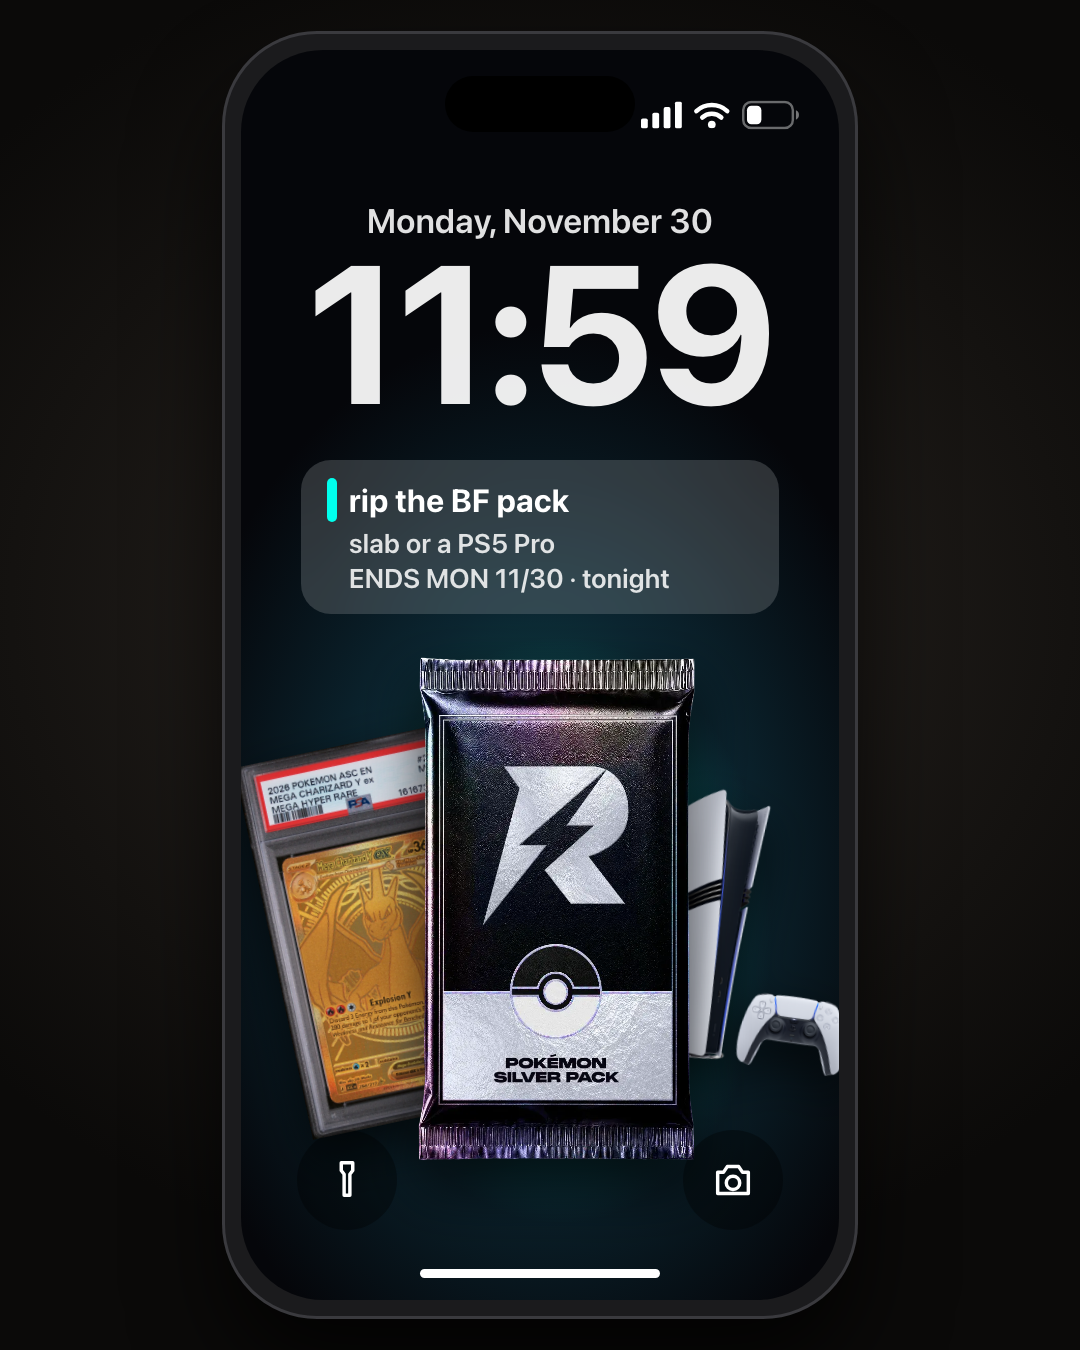 Monday, November 30
11:59
rip the BF pack
slab or a PS5 Pro
ENDS MON 11/30 · tonight
2026 POKEMON ASC EN
MEGA CHARIZARD Y ex
MEGA HYPER RARE
PSA
Explosion Y
R
POKÉMON
SILVER PACK